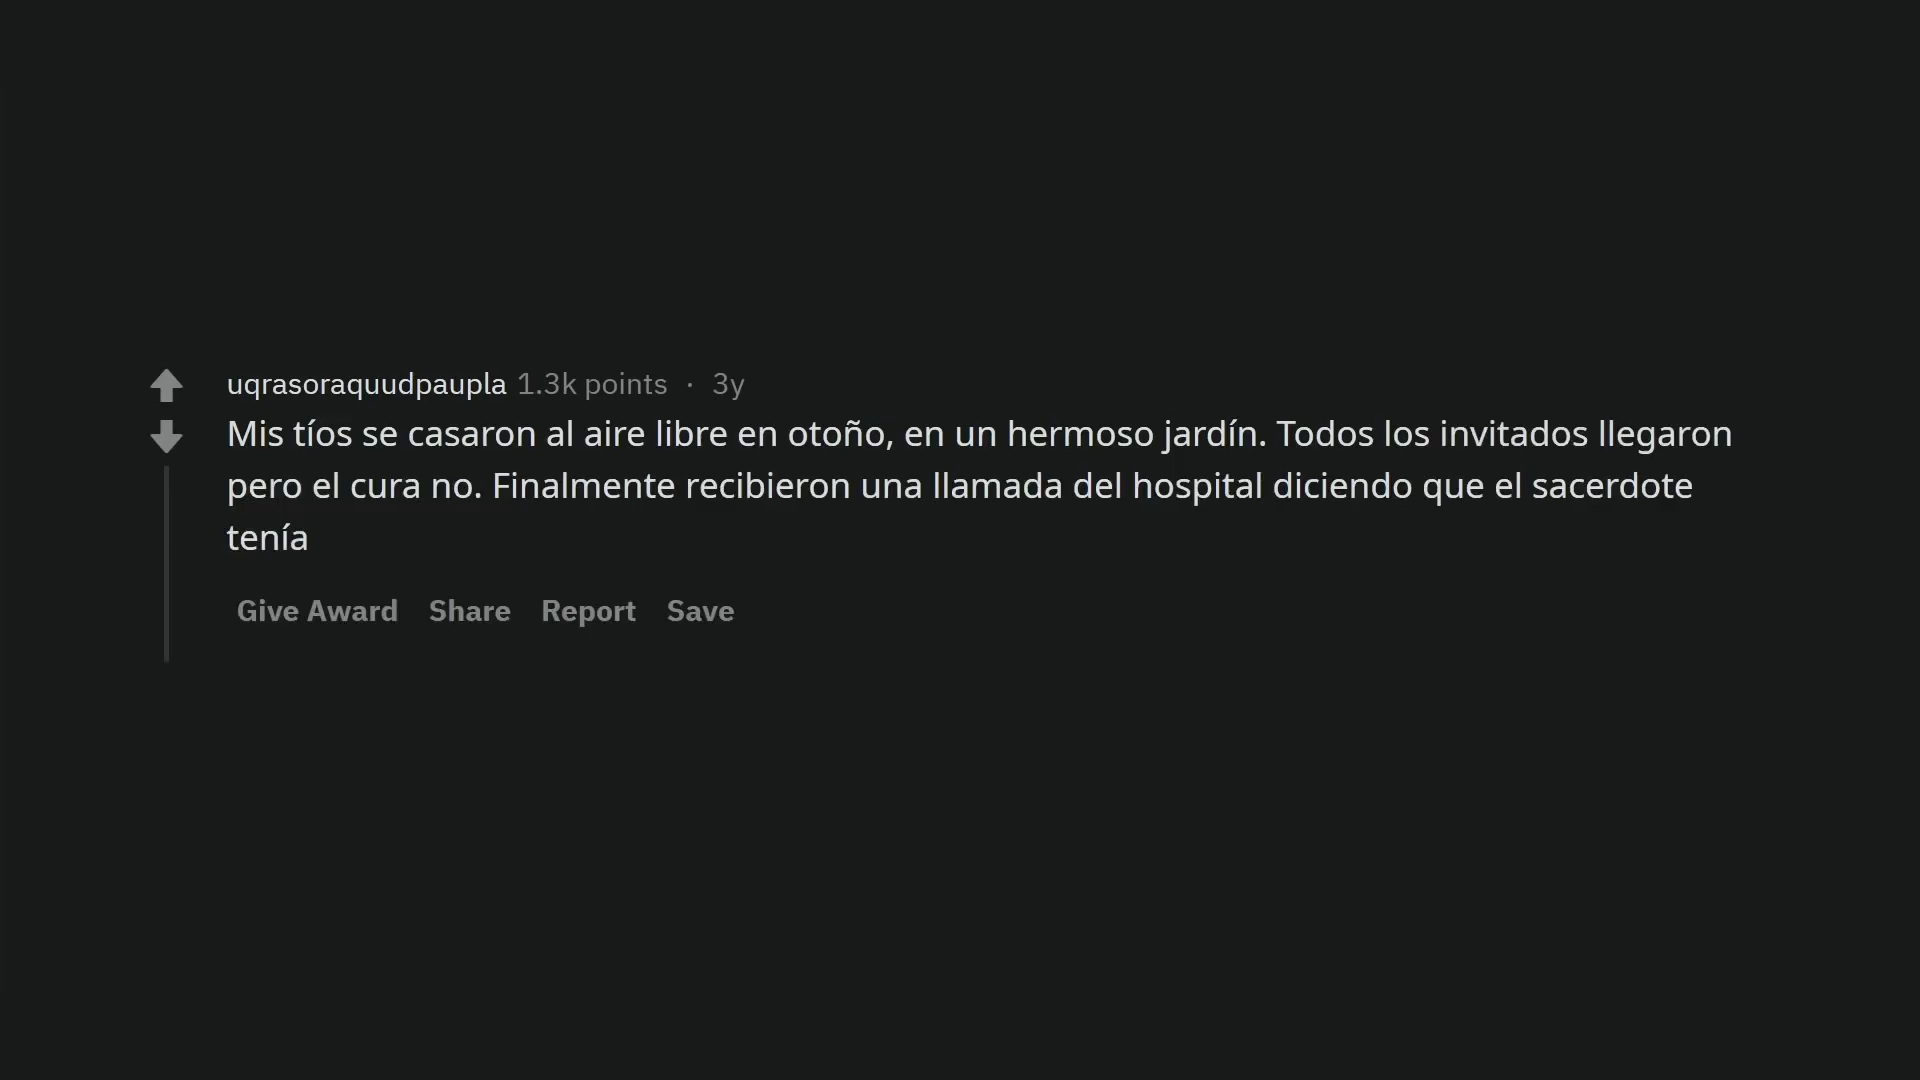 uqrasoraquudpaupla 1.3k points · 3y
Mis tíos se casaron al aire libre en otoño, en un hermoso jardín. Todos los invitados llegaron
pero el cura no. Finalmente recibieron una llamada del hospital diciendo que el sacerdote
tenía
Give Award Share Report Save